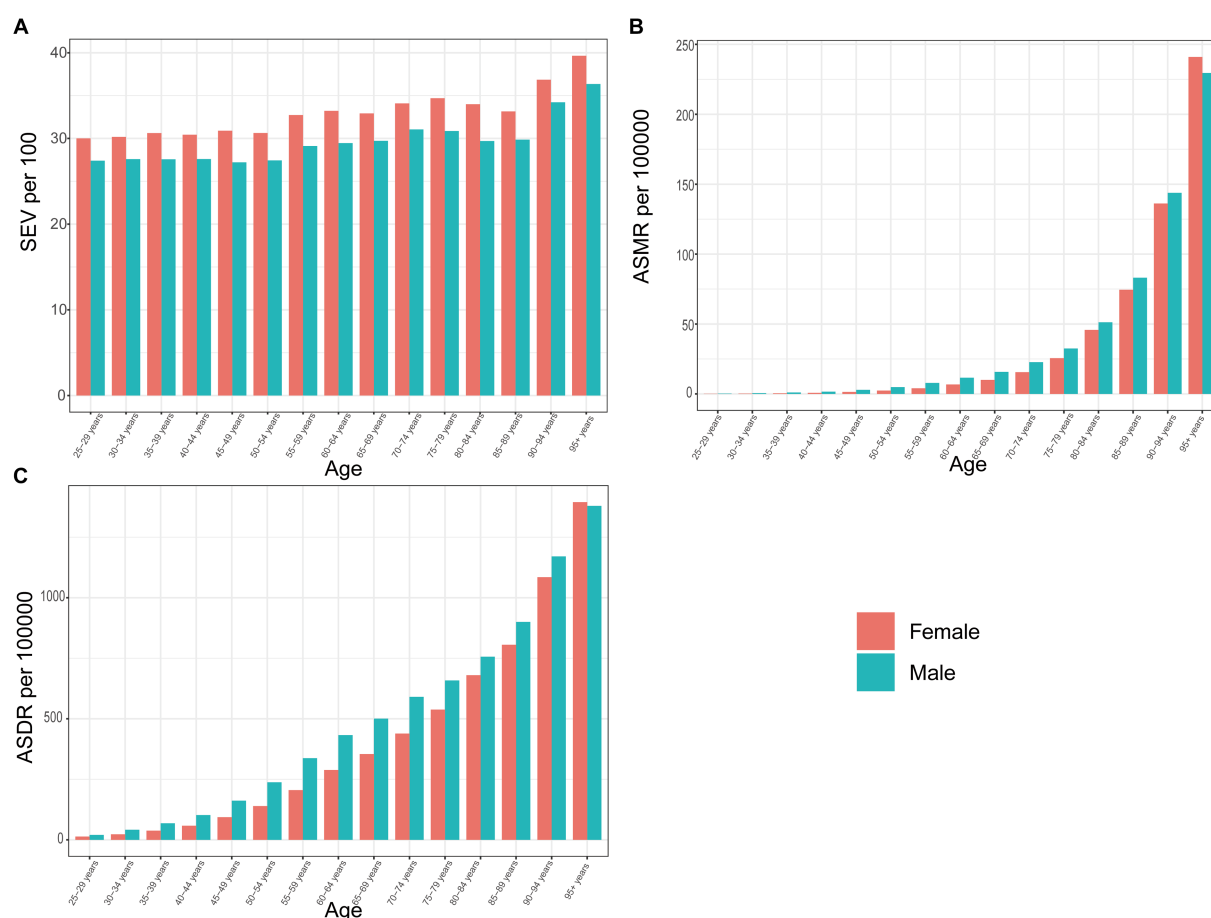 A
SEV per 100
40
30
20
10
0
25−29 years
30−34 years
35−39 years
40−44 years
45−49 years
50−54 years
55−59 years
60−64 years
65−69 years
70−74 years
75−79 years
80−84 years
85−89 years
90−94 years
95+ years
Age
B
ASMR per 100000
250
200
150
100
50
0
25−29 years
30−34 years
35−39 years
40−44 years
45−49 years
50−54 years
55−59 years
60−64 years
65−69 years
70−74 years
75−79 years
80−84 years
85−89 years
90−94 years
95+ years
Age
C
ASDR per 100000
1000
500
0
25−29 years
30−34 years
35−39 years
40−44 years
45−49 years
50−54 years
55−59 years
60−64 years
65−69 years
70−74 years
75−79 years
80−84 years
85−89 years
90−94 years
95+ years
Age
Female
Male